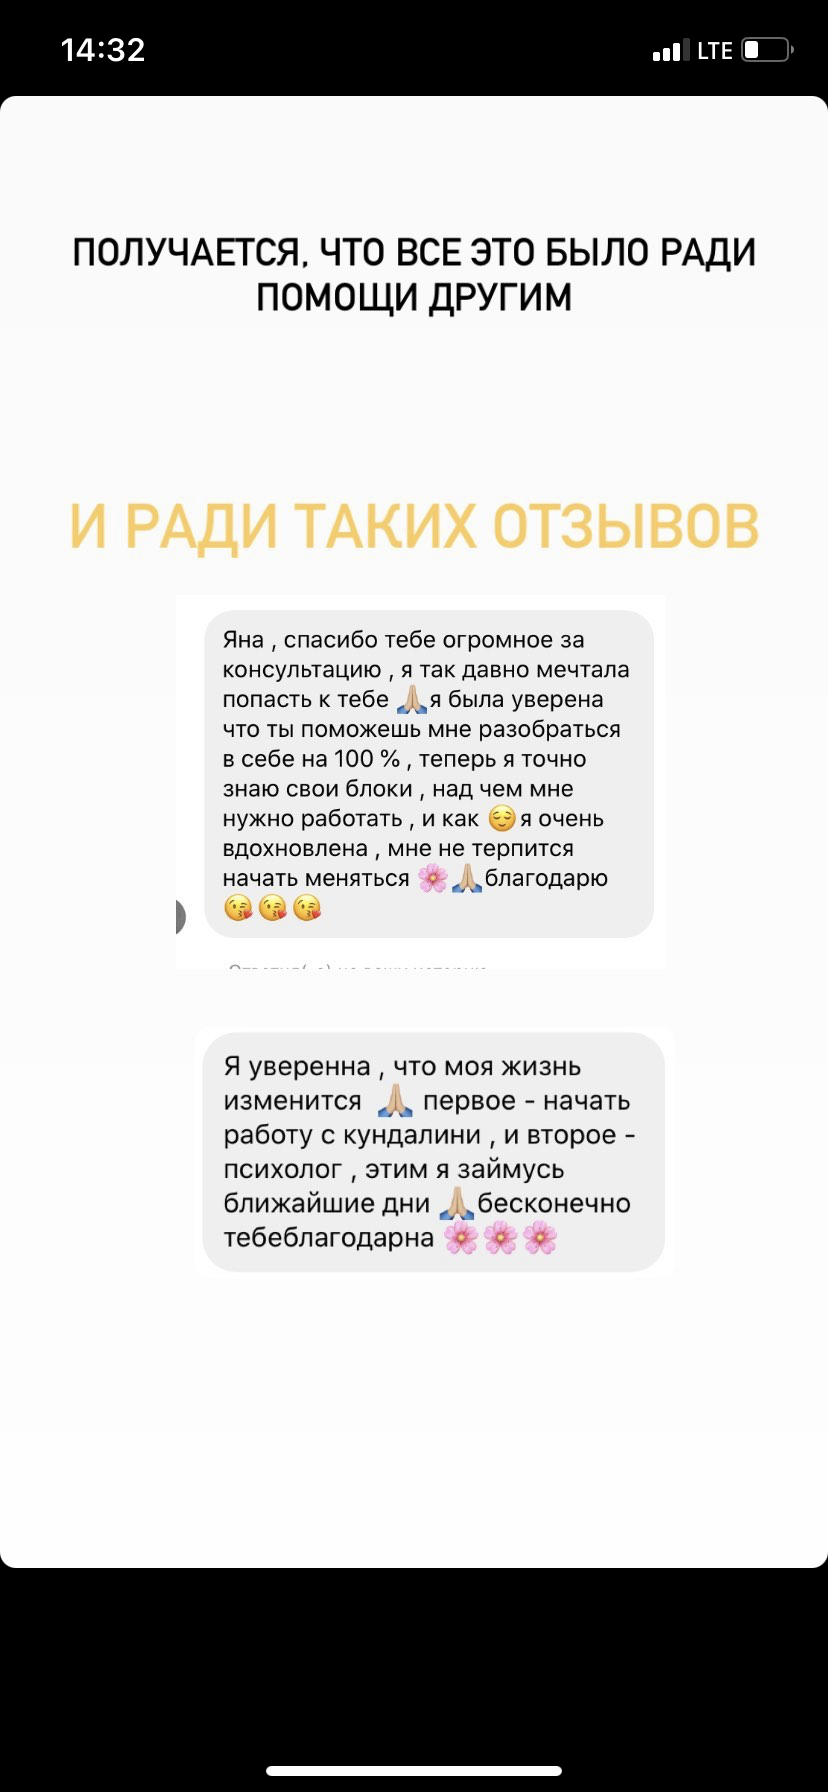 14:32
LTE
ПОЛУЧАЕТСЯ, ЧТО ВСЕ ЭТО БЫЛО РАДИ
ПОМОЩИ ДРУГИМ
И РАДИ ТАКИХ ОТЗЫВОВ
Яна , спасибо тебе огромное за
консультацию , я так давно мечтала
попасть к тебе 🙏🏼я была уверена
что ты поможешь мне разобраться
в себе на 100 % , теперь я точно
знаю свои блоки , над чем мне
нужно работать , и как 😌я очень
вдохновлена , мне не терпится
начать меняться 🌸🙏🏼благодарю
😘😘😘
Я уверенна , что моя жизнь
изменится 🙏🏼 первое - начать
работу с кундалини , и второе -
психолог , этим я займусь
ближайшие дни 🙏🏼бесконечно
тебеблагодарна 🌸🌸🌸